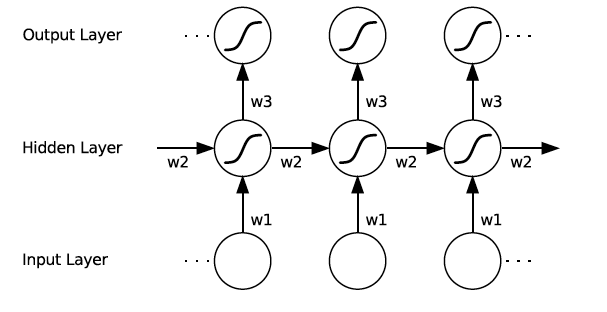 Output Layer . . . . . .
w3 w3 w3
Hidden Layer
w2 w2 w2 w2
w1 w1 w1
Input Layer . . . . . .